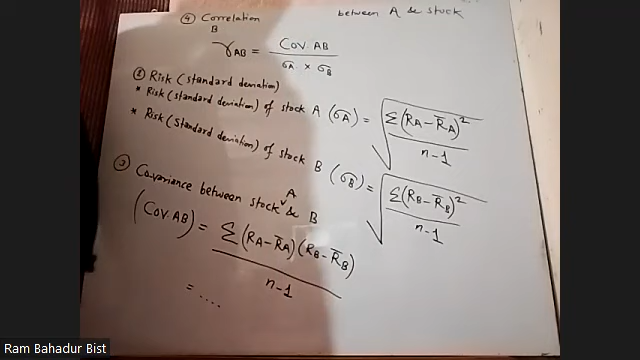 ④ Correlation between A & stock
B
γAB = Cov.AB / σA × σB
② Risk (standard deviation)
* Risk (standard deviation) of stock A (σA) = √(Σ(RA-R̄A)² / n-1)
* Risk (standard deviation) of stock B (σB) = √(Σ(RB-R̄B)² / n-1)
③ Covariance between stock A & B
(Cov.AB) = Σ(RA-R̄A)(RB-R̄B) / n-1
= ....
Ram Bahadur Bist